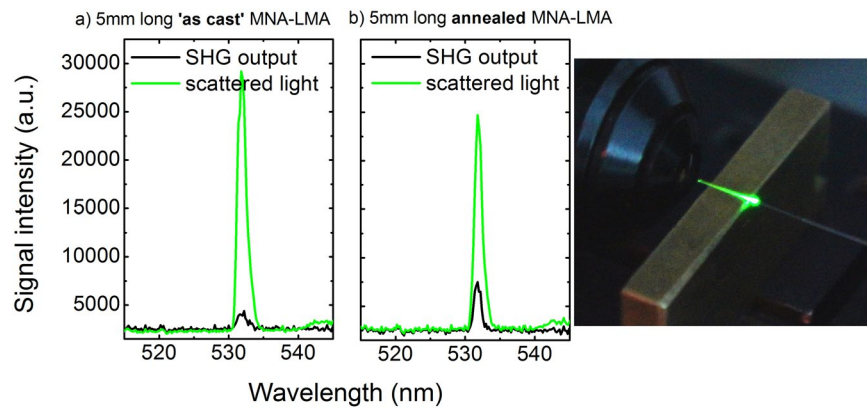 a) 5mm long 'as cast' MNA-LMA
b) 5mm long annealed MNA-LMA
Signal intensity (a.u.)
30000
25000
20000
15000
10000
5000
SHG output
scattered light
520
530
540
SHG output
scattered light
520
530
540
Wavelength (nm)